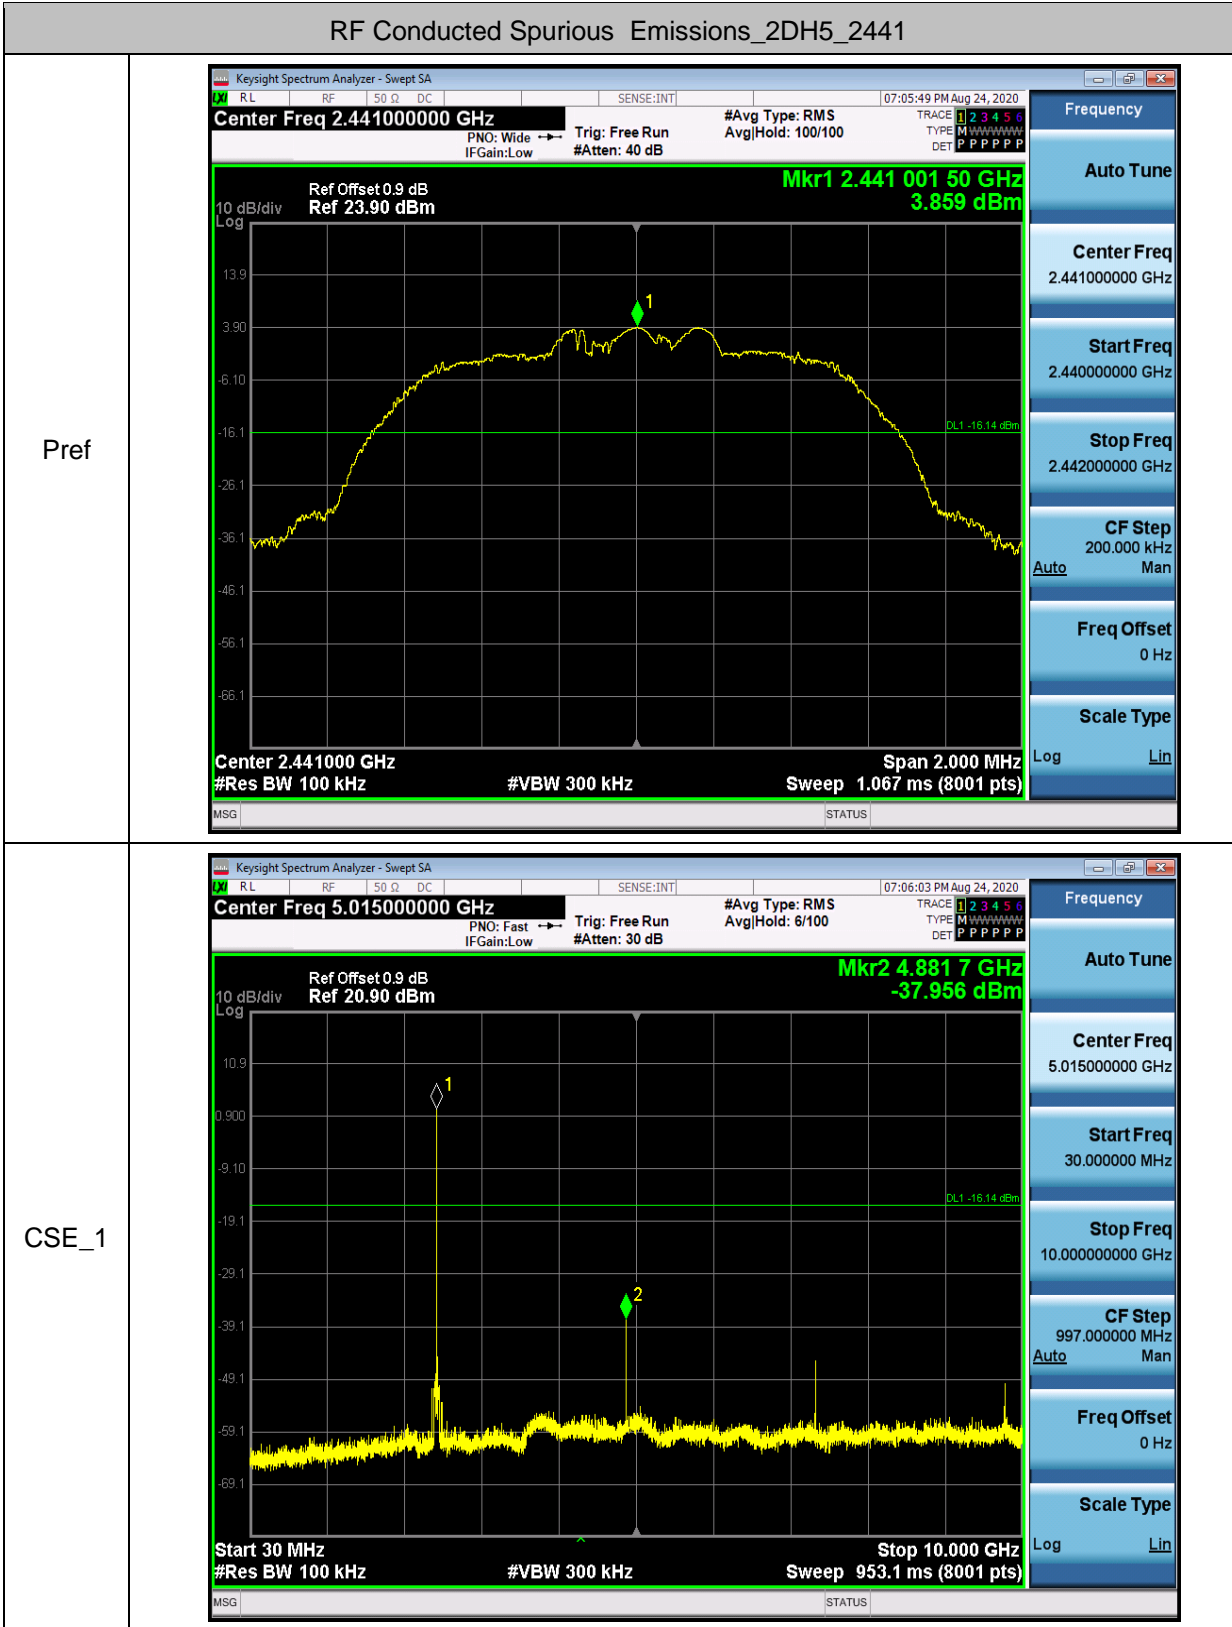 RF Conducted Spurious Emissions_2DH5_2441
Pref
Keysight Spectrum Analyzer - Swept SA
LXI RL RF 50 Ω DC SENSE:INT 07:05:49 PM Aug 24, 2020
Center Freq 2.441000000 GHz
PNO: Wide
IFGain:Low
Trig: Free Run
#Atten: 40 dB
#Avg Type: RMS
Avg|Hold: 100/100
TRACE 1 2 3 4 5 6
TYPE M W W W W W
DET P P P P P P
Mkr1 2.441 001 50 GHz
3.859 dBm
Ref Offset 0.9 dB
10 dB/div Ref 23.90 dBm
Log
13.9
3.90
-6.10
-16.1
-26.1
-36.1
-46.1
-56.1
-66.1
1
DL1 -16.14 dBm
Center 2.441000 GHz Span 2.000 MHz
#Res BW 100 kHz #VBW 300 kHz Sweep 1.067 ms (8001 pts)
MSG STATUS
Frequency
Auto Tune
Center Freq
2.441000000 GHz
Start Freq
2.440000000 GHz
Stop Freq
2.442000000 GHz
CF Step
200.000 kHz
Auto Man
Freq Offset
0 Hz
Scale Type
Log Lin
CSE_1
Keysight Spectrum Analyzer - Swept SA
LXI RL RF 50 Ω DC SENSE:INT 07:06:03 PM Aug 24, 2020
Center Freq 5.015000000 GHz
PNO: Fast
IFGain:Low
Trig: Free Run
#Atten: 30 dB
#Avg Type: RMS
Avg|Hold: 6/100
TRACE 1 2 3 4 5 6
TYPE M W W W W W
DET P P P P P P
Mkr2 4.881 7 GHz
-37.956 dBm
Ref Offset 0.9 dB
10 dB/div Ref 20.90 dBm
Log
10.9
0.900
-9.10
-19.1
-29.1
-39.1
-49.1
-59.1
-69.1
1
2
DL1 -16.14 dBm
Start 30 MHz Stop 10.000 GHz
#Res BW 100 kHz #VBW 300 kHz Sweep 953.1 ms (8001 pts)
MSG STATUS
Frequency
Auto Tune
Center Freq
5.015000000 GHz
Start Freq
30.000000 MHz
Stop Freq
10.000000000 GHz
CF Step
997.000000 MHz
Auto Man
Freq Offset
0 Hz
Scale Type
Log Lin